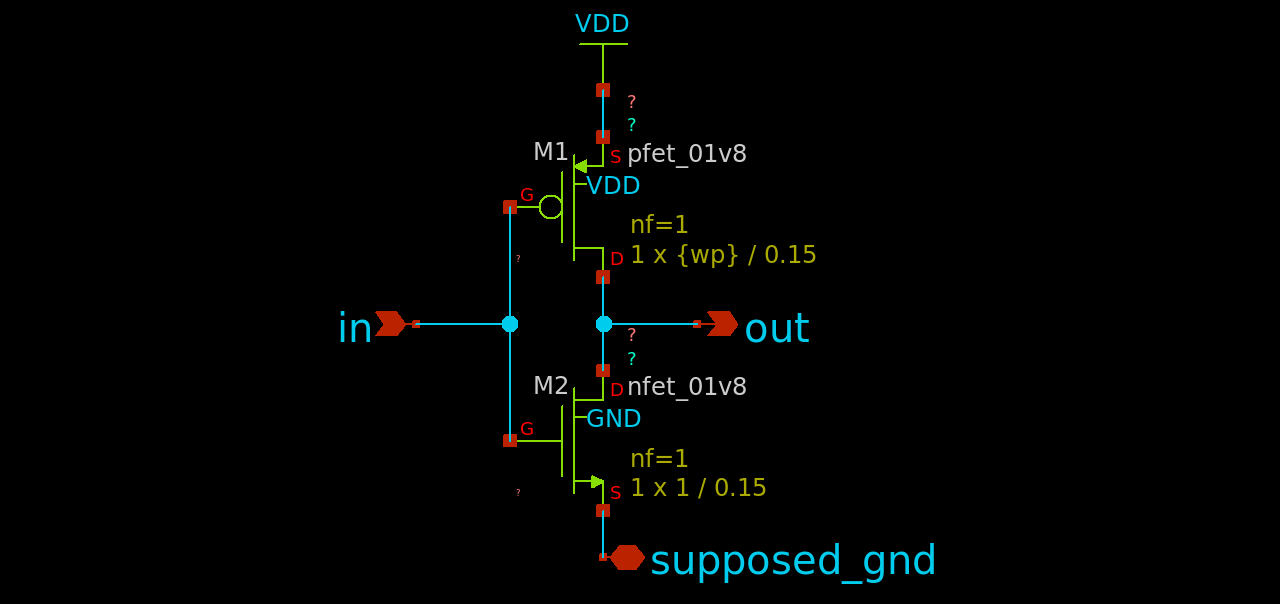 VDD
?
?
M1
S
pfet_01v8
VDD
G
nf=1
1 x {wp} / 0.15
?
D
in
out
?
?
M2
D
nfet_01v8
GND
G
nf=1
1 x 1 / 0.15
?
S
supposed_gnd